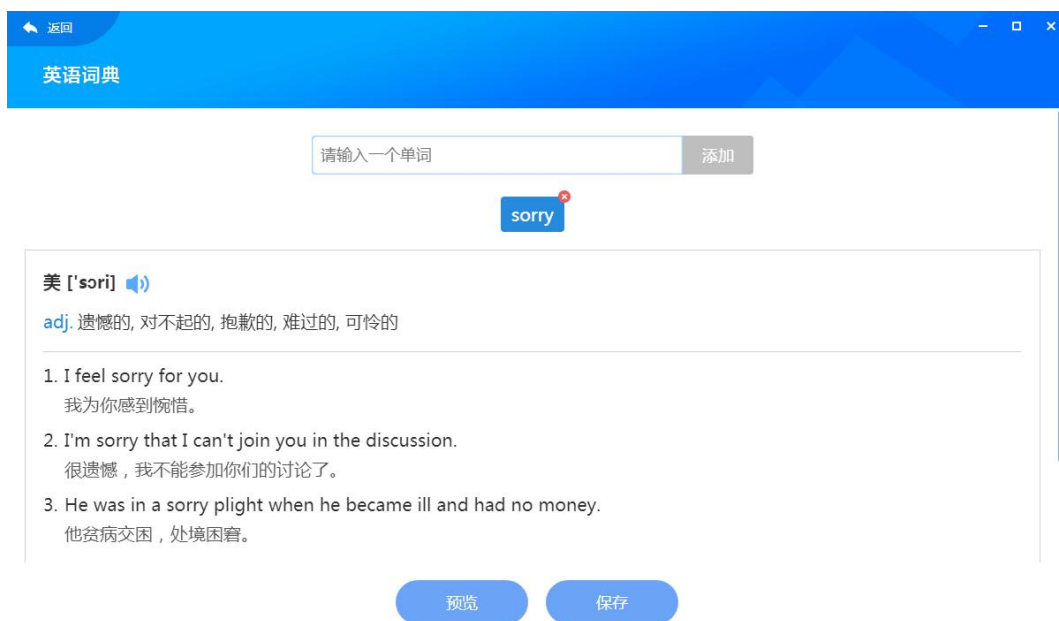 返回
英语词典
请输入一个单词
添加
sorry
美 ['sɔri]
adj. 遗憾的, 对不起的, 抱歉的, 难过的, 可怜的
1. I feel sorry for you.
我为你感到惋惜。
2. I'm sorry that I can't join you in the discussion.
很遗憾，我不能参加你们的讨论了。
3. He was in a sorry plight when he became ill and had no money.
他贫病交困，处境困窘。
预览
保存